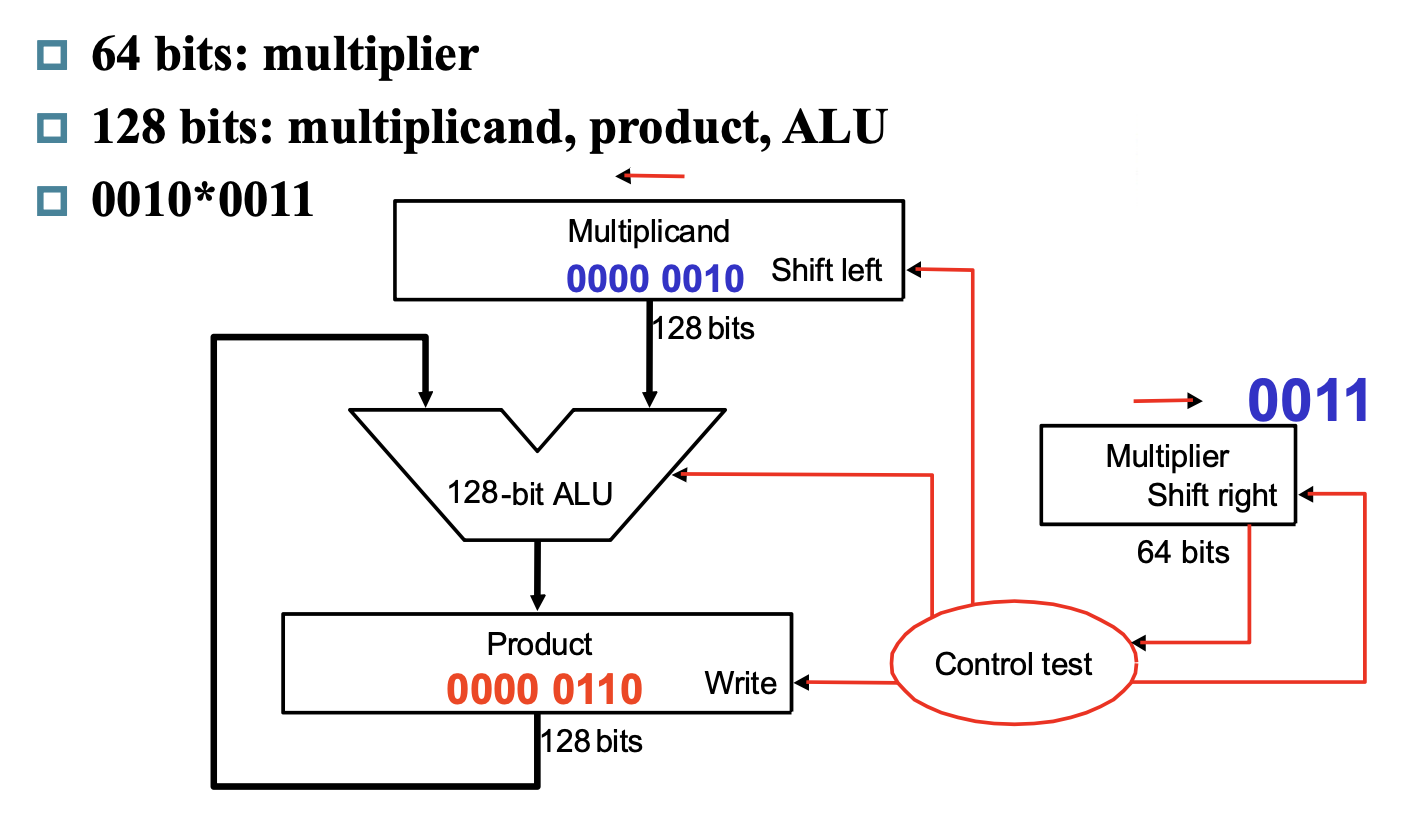 64 bits: multiplier
128 bits: multiplicand, product, ALU
0010*0011
Multiplicand
0000 0010
Shift left
128 bits
0011
Multiplier
Shift right
64 bits
128-bit ALU
Product
0000 0110
Write
128 bits
Control test